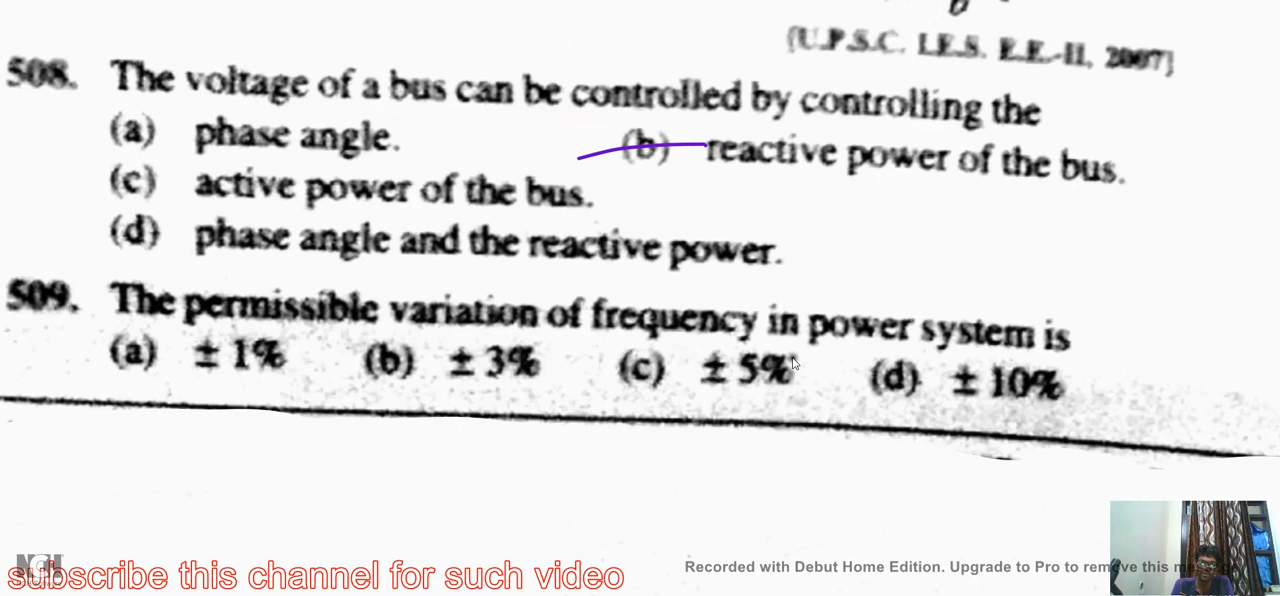 (U.P.S.C. I.E.S. E.E.-II, 2007)
508. The voltage of a bus can be controlled by controlling the
(a) phase angle. (b) reactive power of the bus.
(c) active power of the bus.
(d) phase angle and the reactive power.
509. The permissible variation of frequency in power system is
(a) ± 1% (b) ± 3% (c) ± 5% (d) ± 10%
subscribe this channel for such video
Recorded with Debut Home Edition. Upgrade to Pro to remove this